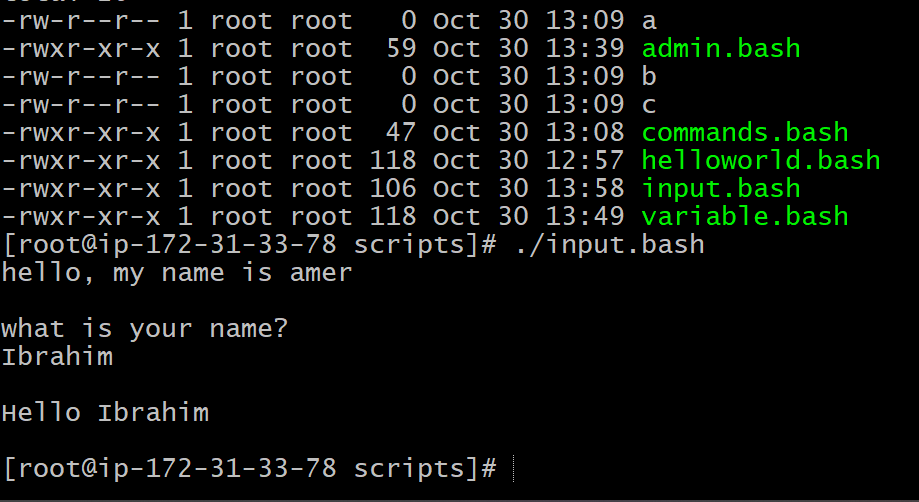 -rw-r--r-- 1 root root   0 Oct 30 13:09 a
-rwxr-xr-x 1 root root  59 Oct 30 13:39 admin.bash
-rw-r--r-- 1 root root   0 Oct 30 13:09 b
-rw-r--r-- 1 root root   0 Oct 30 13:09 c
-rwxr-xr-x 1 root root  47 Oct 30 13:08 commands.bash
-rwxr-xr-x 1 root root 118 Oct 30 12:57 helloworld.bash
-rwxr-xr-x 1 root root 106 Oct 30 13:58 input.bash
-rwxr-xr-x 1 root root 118 Oct 30 13:49 variable.bash
[root@ip-172-31-33-78 scripts]# ./input.bash
hello, my name is amer
what is your name?
Ibrahim
Hello Ibrahim
[root@ip-172-31-33-78 scripts]#